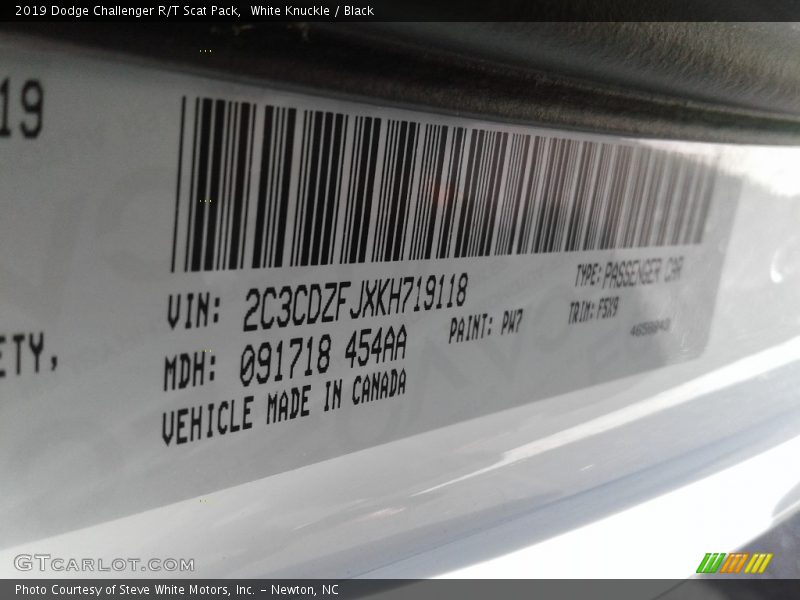 2019 Dodge Challenger R/T Scat Pack, White Knuckle / Black
19
ETY,
VIN: 2C3CDZFJXKH719118
TYPE: PASSENGER CAR
MDH: 091718 454AA
PAINT: PW7
TRIM: F5X9
VEHICLE MADE IN CANADA
GTCARLOT.COM
Photo Courtesy of Steve White Motors, Inc. – Newton, NC